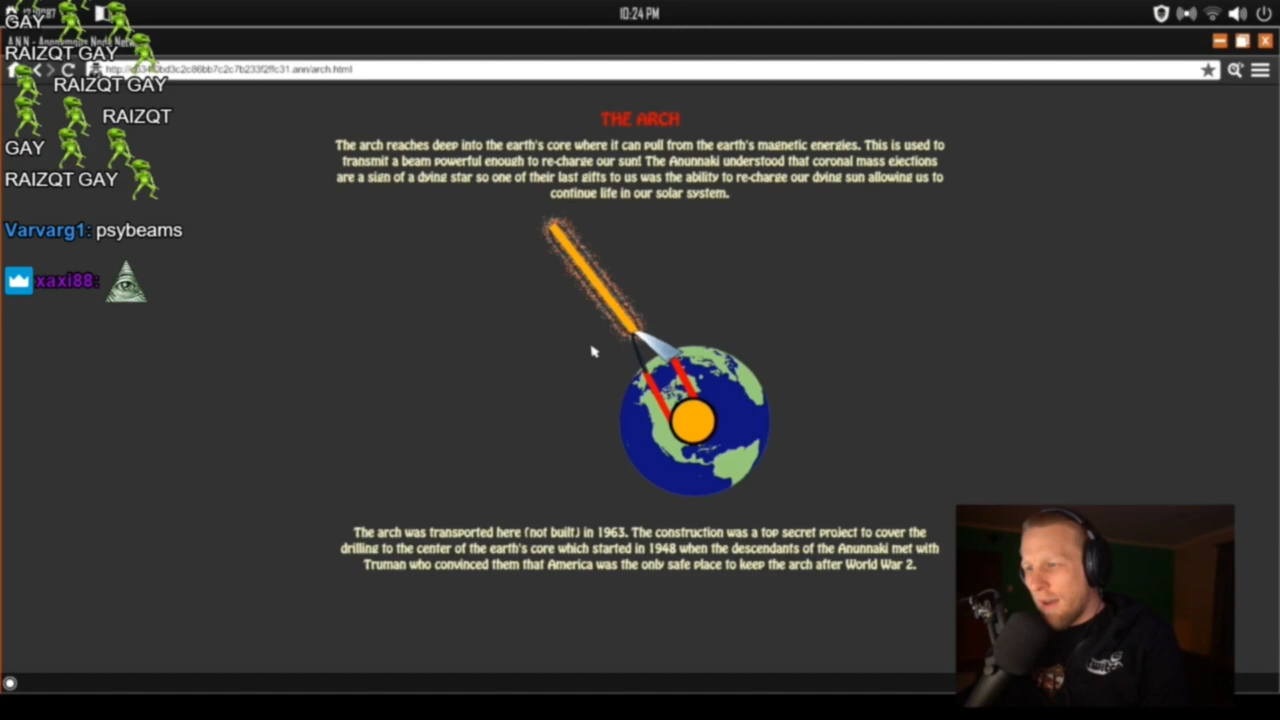 GAY
10:24 PM
A.N.N - Anonymous Node Net
RAIZQT GAY
RAIZQT GAY
RAIZQT
GAY
RAIZQT GAY
Varvarg1: psybeams
xaxi88:
THE ARCH
The arch reaches deep into the earth's core where it can pull from the earth's magnetic energies. This is used to
transmit a beam powerful enough to re-charge our sun! The Anunnaki understood that coronal mass ejections
are a sign of a dying star so one of their last gifts to us was the ability to re-charge our dying sun allowing us to
continue life in our solar system.
The arch was transported here (not built) in 1963. The construction was a top secret project to cover the
drilling to the center of the earth's core which started in 1948 when the descendants of the Anunnaki met with
Truman who convinced them that America was the only safe place to keep the arch after World War 2.